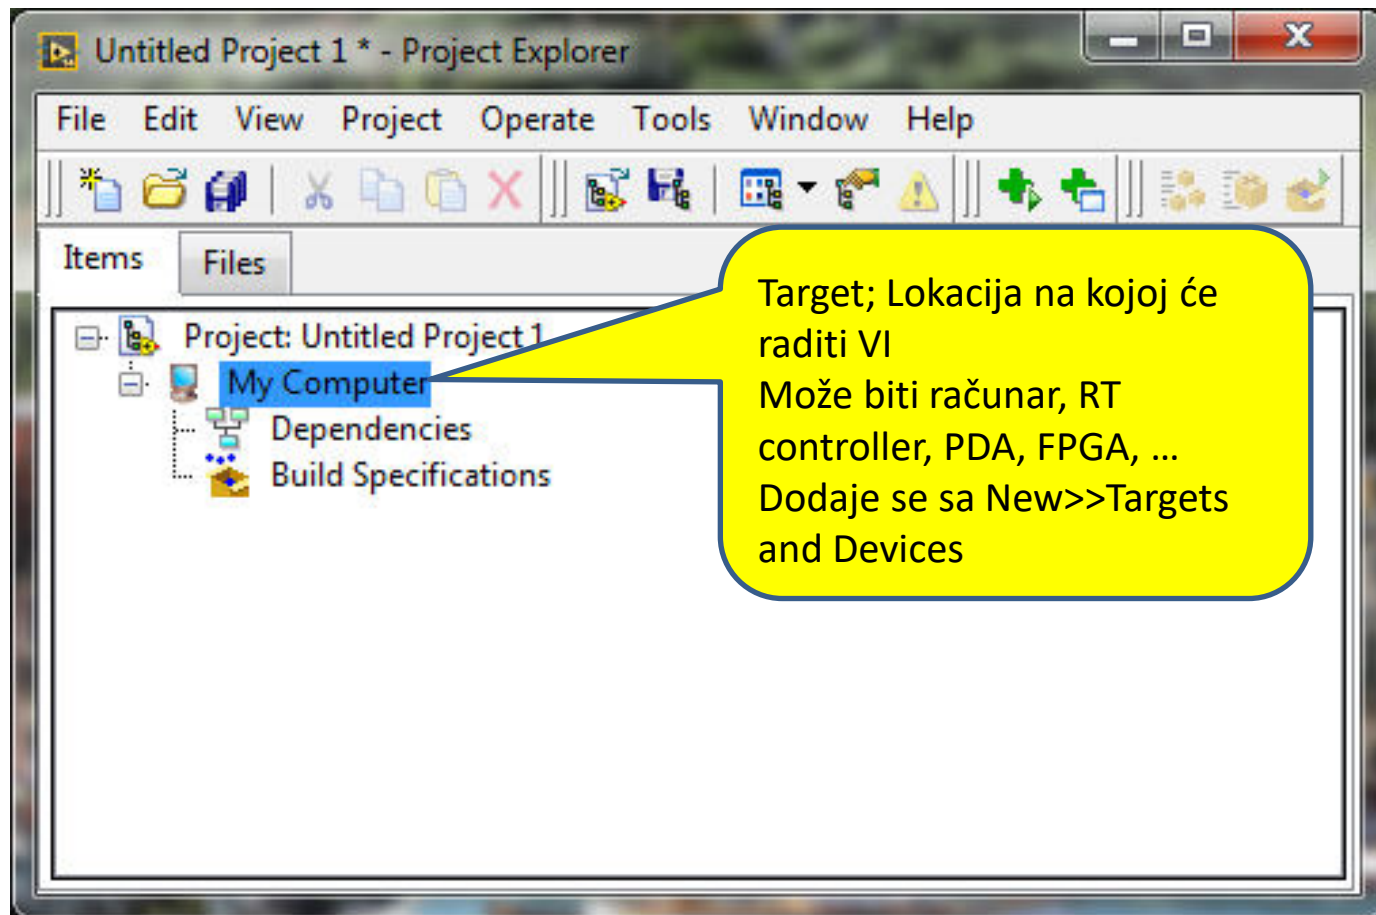 Untitled Project 1 * - Project Explorer
File Edit View Project Operate Tools Window Help
Items Files
Project: Untitled Project 1
My Computer
Dependencies
Build Specifications
Target; Lokacija na kojoj će
raditi VI
Može biti računar, RT
controller, PDA, FPGA, ...
Dodaje se sa New>>Targets
and Devices